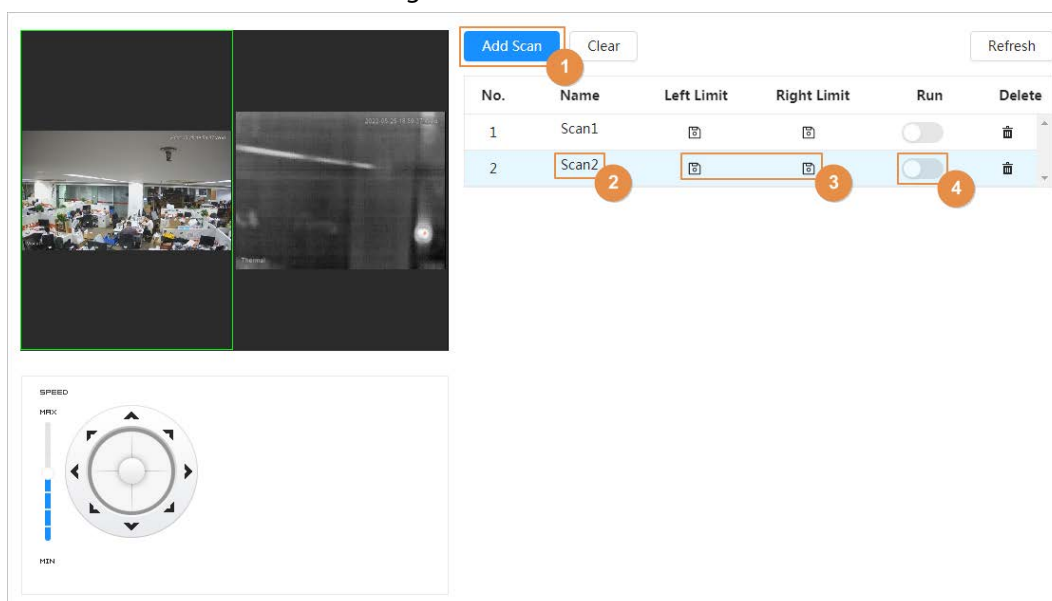 Add Scan
Clear
Refresh
1
No. Name Left Limit Right Limit Run Delete
1 Scan1
2 Scan2
2
3
4
Thermal
SPEED
MAX
MIN